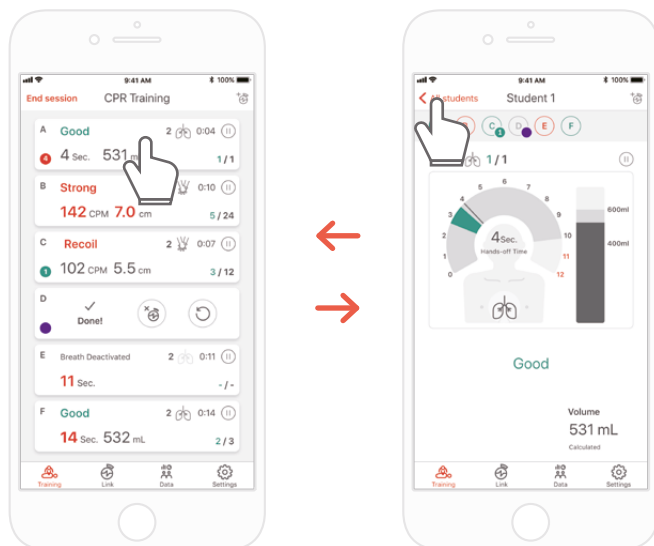 9:41 AM 100%
End session CPR Training
A Good 2 0:04
4 4 Sec. 531 1/1
B Strong 0:10
142 CPM 7.0 cm 5/24
C Recoil 2 0:07
1 102 CPM 5.5 cm 3/12
D
Done!
E Breath Deactivated 2 0:11
11 Sec. -/-
F Good 2 0:14
14 Sec. 532 mL 2/3
Training Link Data Settings
9:41 AM 100%
students Student 1
C 1 D E F
1/1
0 1 2 3 4 5 6 7 8 9 10 11 12
4 Sec.
Hands-off Time
600ml
400ml
Good
Volume
531 mL
Calculated
Training Link Data Settings